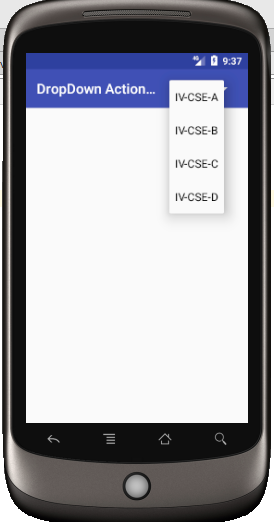 9:37
DropDown Action...
IV-CSE-A
IV-CSE-B
IV-CSE-C
IV-CSE-D